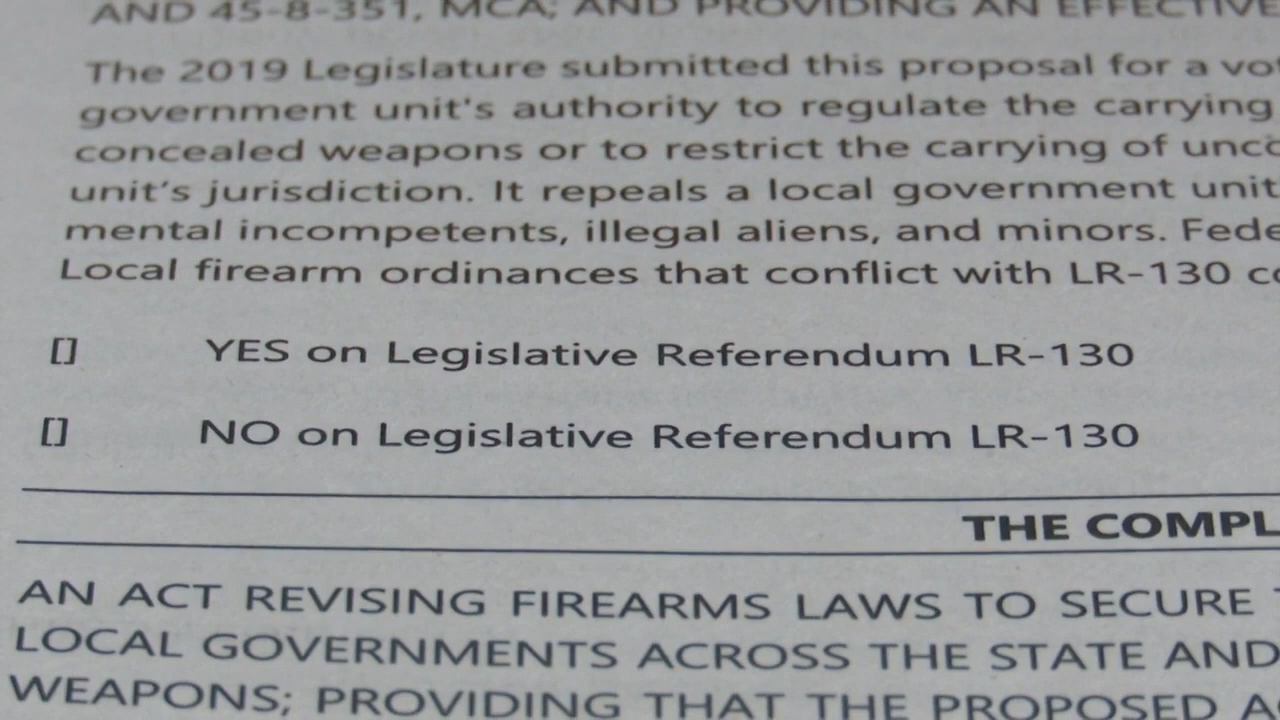 AND 45-8-351, MCA; AND PROVIDING AN EFFECTIVE
The 2019 Legislature submitted this proposal for a vo
government unit's authority to regulate the carrying
concealed weapons or to restrict the carrying of unco
unit's jurisdiction. It repeals a local government unit
mental incompetents, illegal aliens, and minors. Fede
Local firearm ordinances that conflict with LR-130 co
[] YES on Legislative Referendum LR-130
[] NO on Legislative Referendum LR-130
THE COMPL
AN ACT REVISING FIREARMS LAWS TO SECURE
LOCAL GOVERNMENTS ACROSS THE STATE AND
WEAPONS; PROVIDING THAT THE PROPOSED A